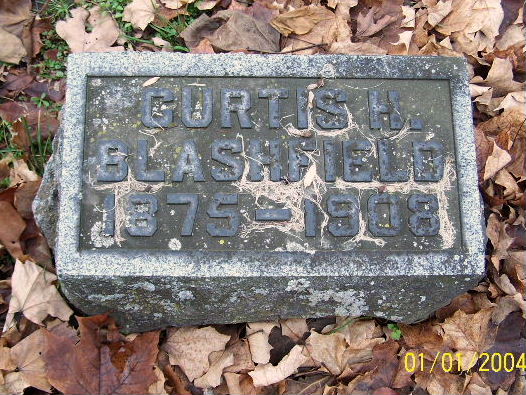 CURTIS H.
BLASHFIELD
1875-1908
01/01/2004